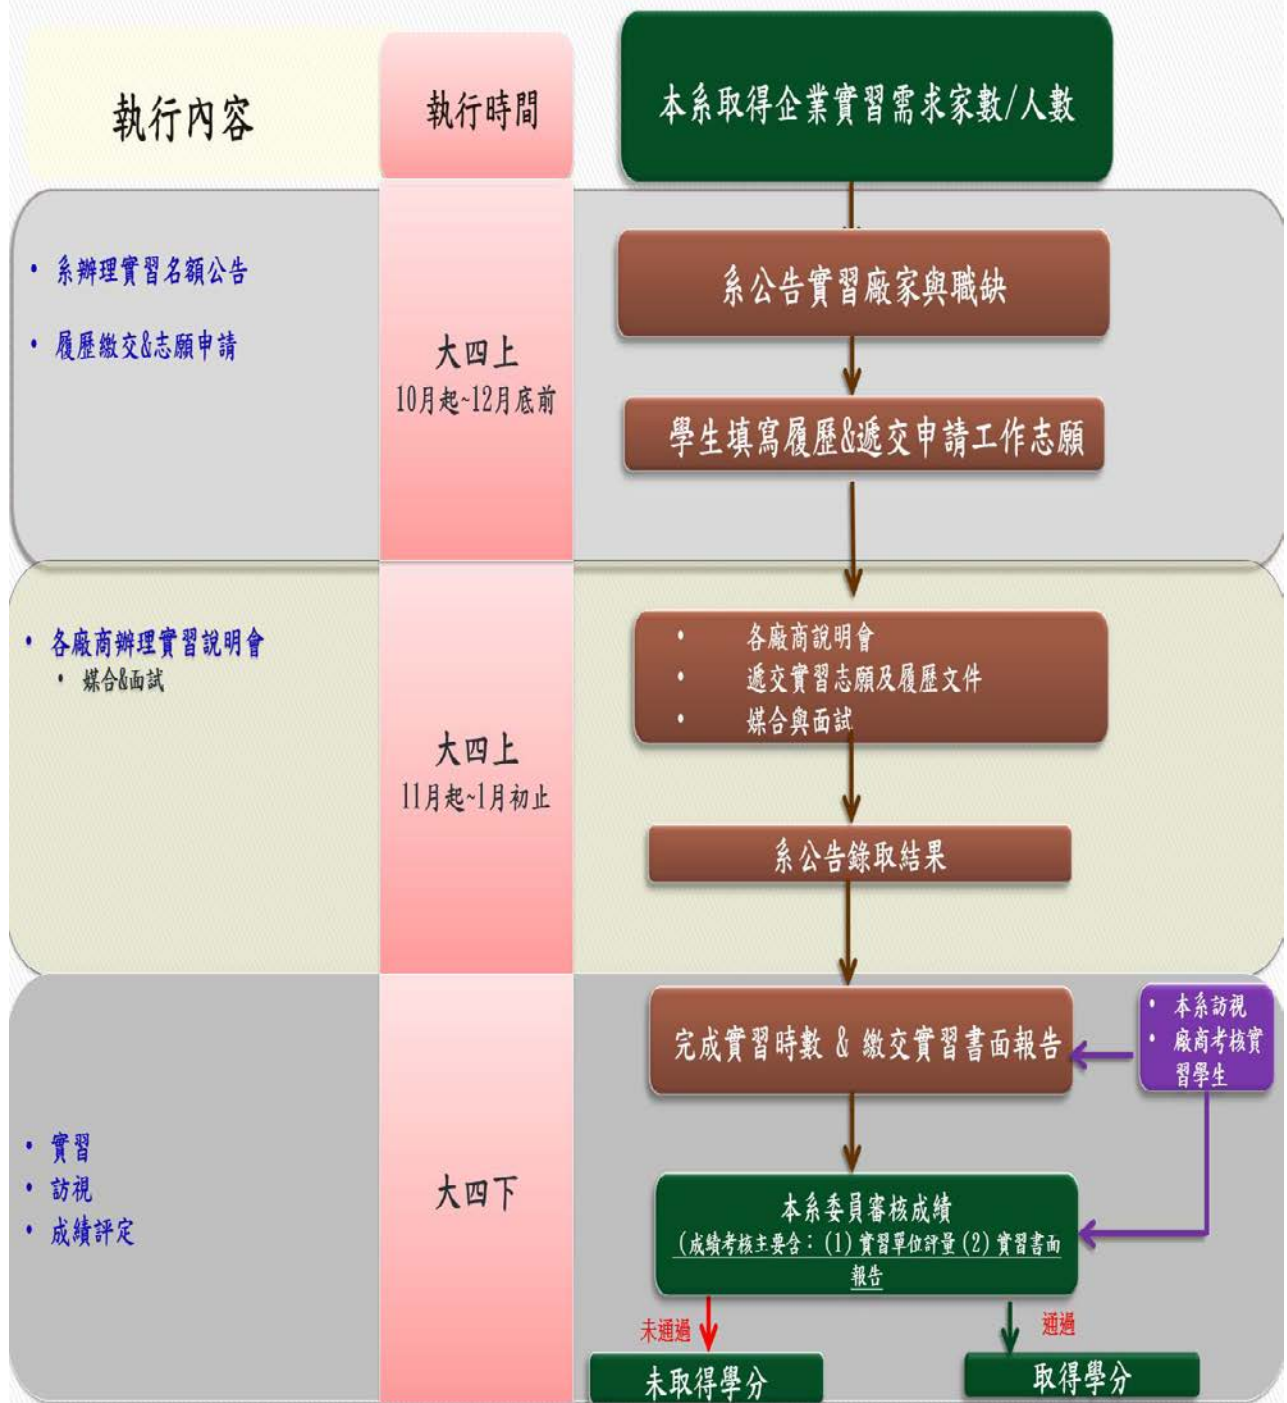 執行內容
執行時間
本系取得企業實習需求家數/人數
• 系辦理實習名額公告
• 履歷繳交&志願申請
大四上
10月起~12月底前
系公告實習廠家與職缺
學生填寫履歷&遞交申請工作志願
• 各廠商辦理實習說明會
• 媒合&面試
大四上
11月起~1月初止
• 各廠商說明會
• 遞交實習志願及履歷文件
• 媒合與面試
系公告錄取結果
• 實習
• 訪視
• 成績評定
大四下
完成實習時數 & 繳交實習書面報告
• 本系訪視
• 廠商考核實
習學生
本系委員審核成績
(成績考核主要含：(1) 實習單位評量 (2) 實習書面
報告
未通過
通過
未取得學分
取得學分